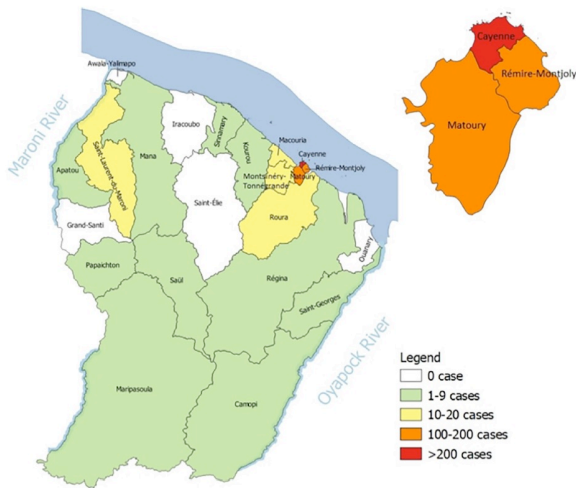 Awala-Yalimapo
Maroni River
Iracoubo
Sinnamary
Macouria
Kourou
Cayenne
Mana
Rémire-Montjoly
Apatou
Saint-Laurent-du-Maroni
Montsinéry-
Tonnégrande
Matoury
Saint-Élie
Grand-Santi
Roura
Ouanary
Papaichton
Saül
Régina
Saint-Georges
Maripasoula
Camopi
Oyapock River
Cayenne
Rémire-Montjoly
Matoury
Legend
0 case
1-9 cases
10-20 cases
100-200 cases
>200 cases